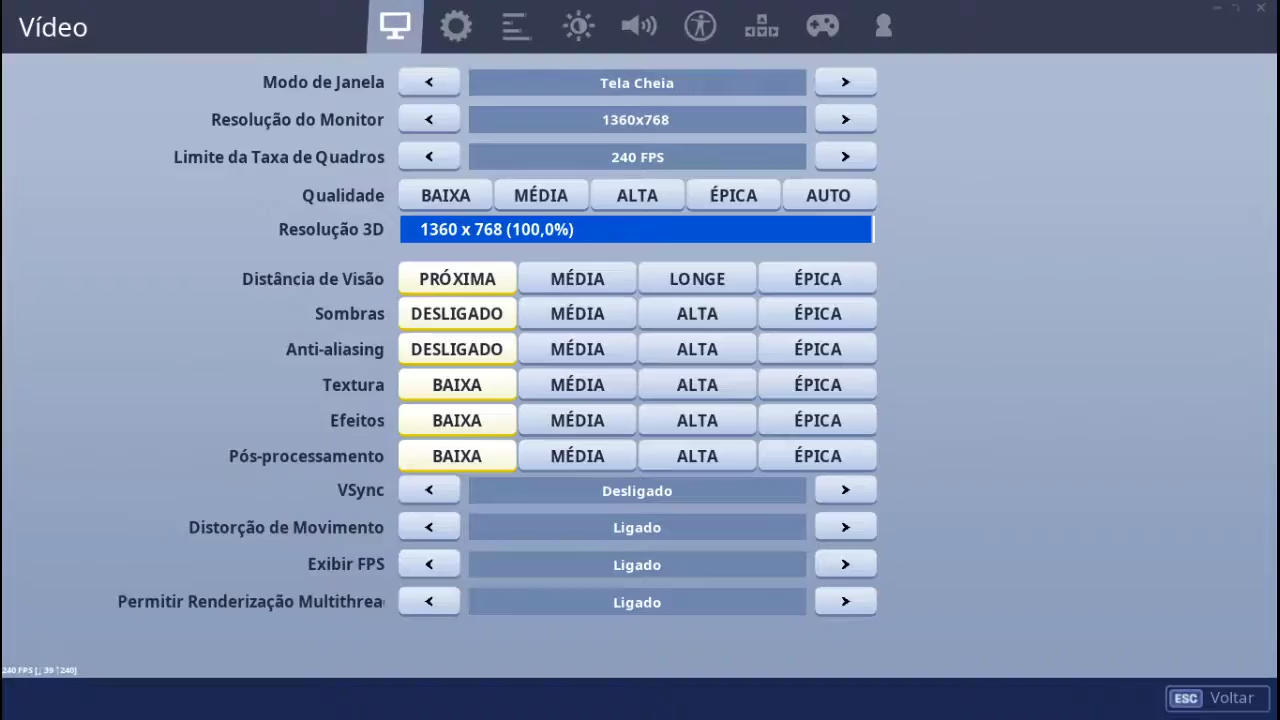 Vídeo
Modo de Janela < Tela Cheia >
Resolução do Monitor < 1360x768 >
Limite da Taxa de Quadros < 240 FPS >
Qualidade BAIXA MÉDIA ALTA ÉPICA AUTO
Resolução 3D 1360 x 768 (100,0%)
Distância de Visão PRÓXIMA MÉDIA LONGE ÉPICA
Sombras DESLIGADO MÉDIA ALTA ÉPICA
Anti-aliasing DESLIGADO MÉDIA ALTA ÉPICA
Textura BAIXA MÉDIA ALTA ÉPICA
Efeitos BAIXA MÉDIA ALTA ÉPICA
Pós-processamento BAIXA MÉDIA ALTA ÉPICA
VSync < Desligado >
Distorção de Movimento < Ligado >
Exibir FPS < Ligado >
Permitir Renderização Multithrea < Ligado >
240 FPS [↓ 39 ↑240]
ESC Voltar